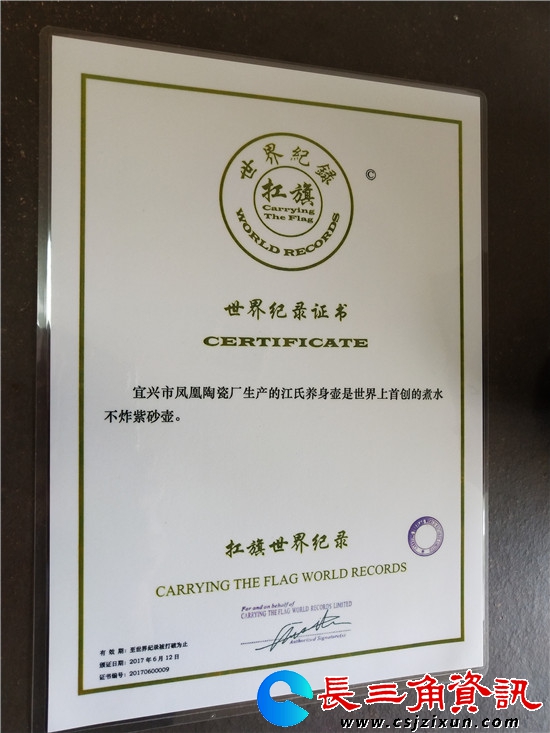 世界紀錄
扛旗
Carrying
The Flag
WORLD RECORDS
©
世界纪录证书
CERTIFICATE
宜兴市凤凰陶瓷厂生产的江氏养身壶是世界上首创的煮水
不炸紫砂壶。
扛旗世界纪录
CARRYING THE FLAG WORLD RECORDS
For and on behalf of
CARRYING THE FLAG WORLD RECORDS LIMITED
Authorized Signature(s)
有 效 期：至世界纪录被打破为止
颁证日期：2017年6月12日
证书编号：20170600009
長三角資訊
www.csjzixun.com